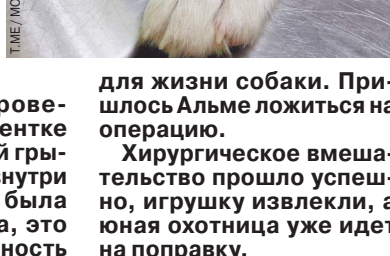 T.ME / MO
рове-
ентке
й гры-
нутри
была
а, это
ность
для жизни собаки. При-
шлось Альме ложиться на
операцию.
Хирургическое вмеша-
тельство прошло успеш-
но, игрушку извлекли, а
юная охотница уже идет
на поправку.